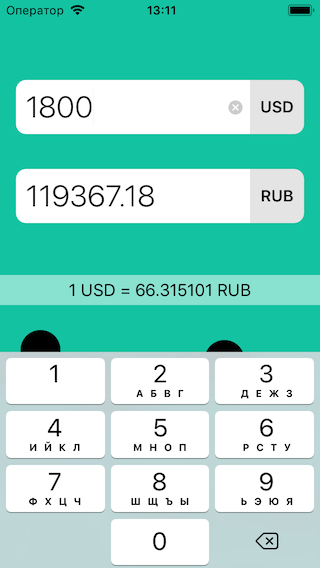 Оператор 13:11
1800 USD
119367.18 RUB
1 USD = 66.315101 RUB
1 2 3
А Б В Г Д Е Ж З
4 5 6
И Й К Л М Н О П Р С Т У
7 8 9
Ф Х Ц Ч Ш Щ Ъ Ы Ь Э Ю Я
0